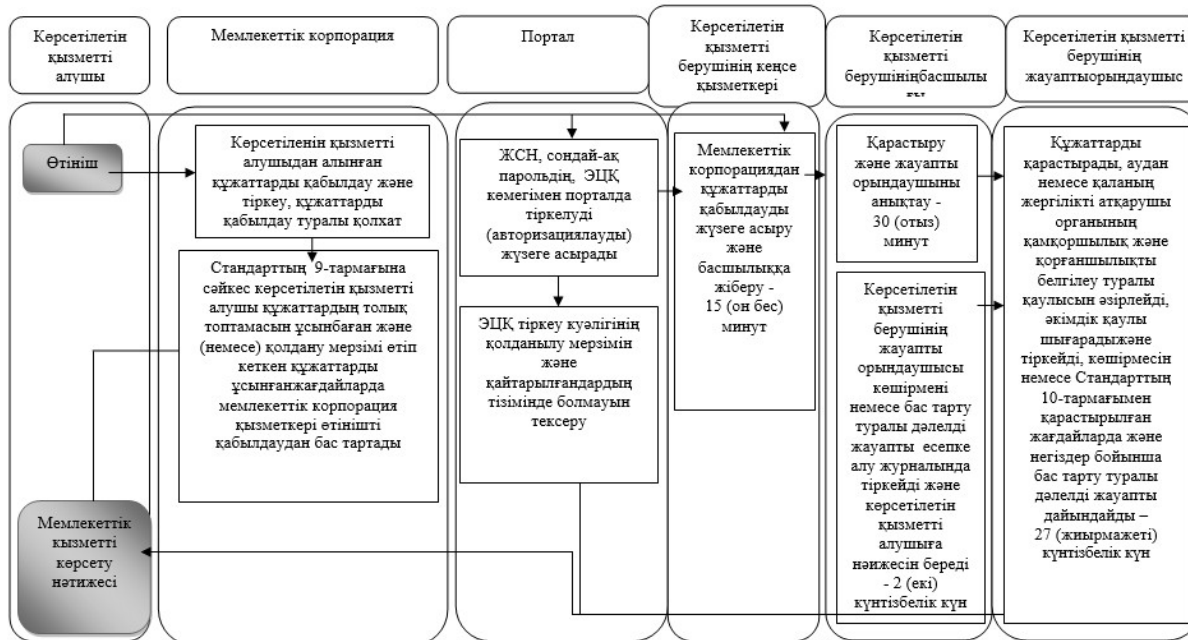 Көрсетілетін
қызметті
алушы
Мемлекеттік корпорация
Портал
Көрсетілетін
қызметті
берушінің кеңсе
қызметкері
Көрсетілетін
қызметті
берушініңбасшылы
ғы
Көрсетілетін қызметті
берушінің
жауаптыорындаушыс
Өтініш
Көрсетіленін қызметті
алушыдан алынған
құжаттарды қабылдау және
тіркеу, құжаттарды
қабылдау туралы қолхат
Стандарттың 9-тармағына
сәйкес көрсетілетін қызметті
алушы құжаттардың толық
топтамасын ұсынбаған және
(немесе) қолдану мерзімі өтіп
кеткен құжаттарды
ұсынғанжағдайларда
мемлекеттік корпорация
қызметкері өтінішті
қабылдаудан бас тартады
ЖСН, сондай-ақ
парольдің, ЭЦҚ
көмегімен порталда
тіркелуді
(авторизациялауды)
жүзеге асырады
ЭЦҚ тіркеу куәлігінің
қолданылу мерзімін
және
қайтарылғандардың
тізімінде болмауын
тексеру
Мемлекеттік
корпорациядан
құжаттарды
қабылдауды
жүзеге асыру
және
басшылыққа
жіберу -
15 (он бес)
минут
Қарастыру
және жауапты
орындаушыны
анықтау -
30 (отыз)
минут
Көрсетілетін
қызметті
берушінің
жауапты
орындаушысы
көшірмені
немесе бас тарту
туралы дәлелді
жауапты есепке
алу журналында
тіркейді және
көрсетілетін
қызметті
алушыға
нәижесін береді
- 2 (екі)
күнтізбелік күн
Құжаттарды
қарастырады, аудан
немесе қаланың
жергілікті атқарушы
органының
қамқоршылық және
қорғаншылықты
белгілеу туралы
қаулысын әзірлейді,
әкімдік қаулы
шығарадыжәне
тіркейді, көшірмесін
немесе Стандарттың
10-тармағымен
қарастырылған
жағдайларда және
негіздер бойынша
бас тарту туралы
дәлелді жауапты
дайындайды –
27 (жиырмажеті)
күнтізбелік күн
Мемлекеттік
кызметті
көрсету
нәтижесі